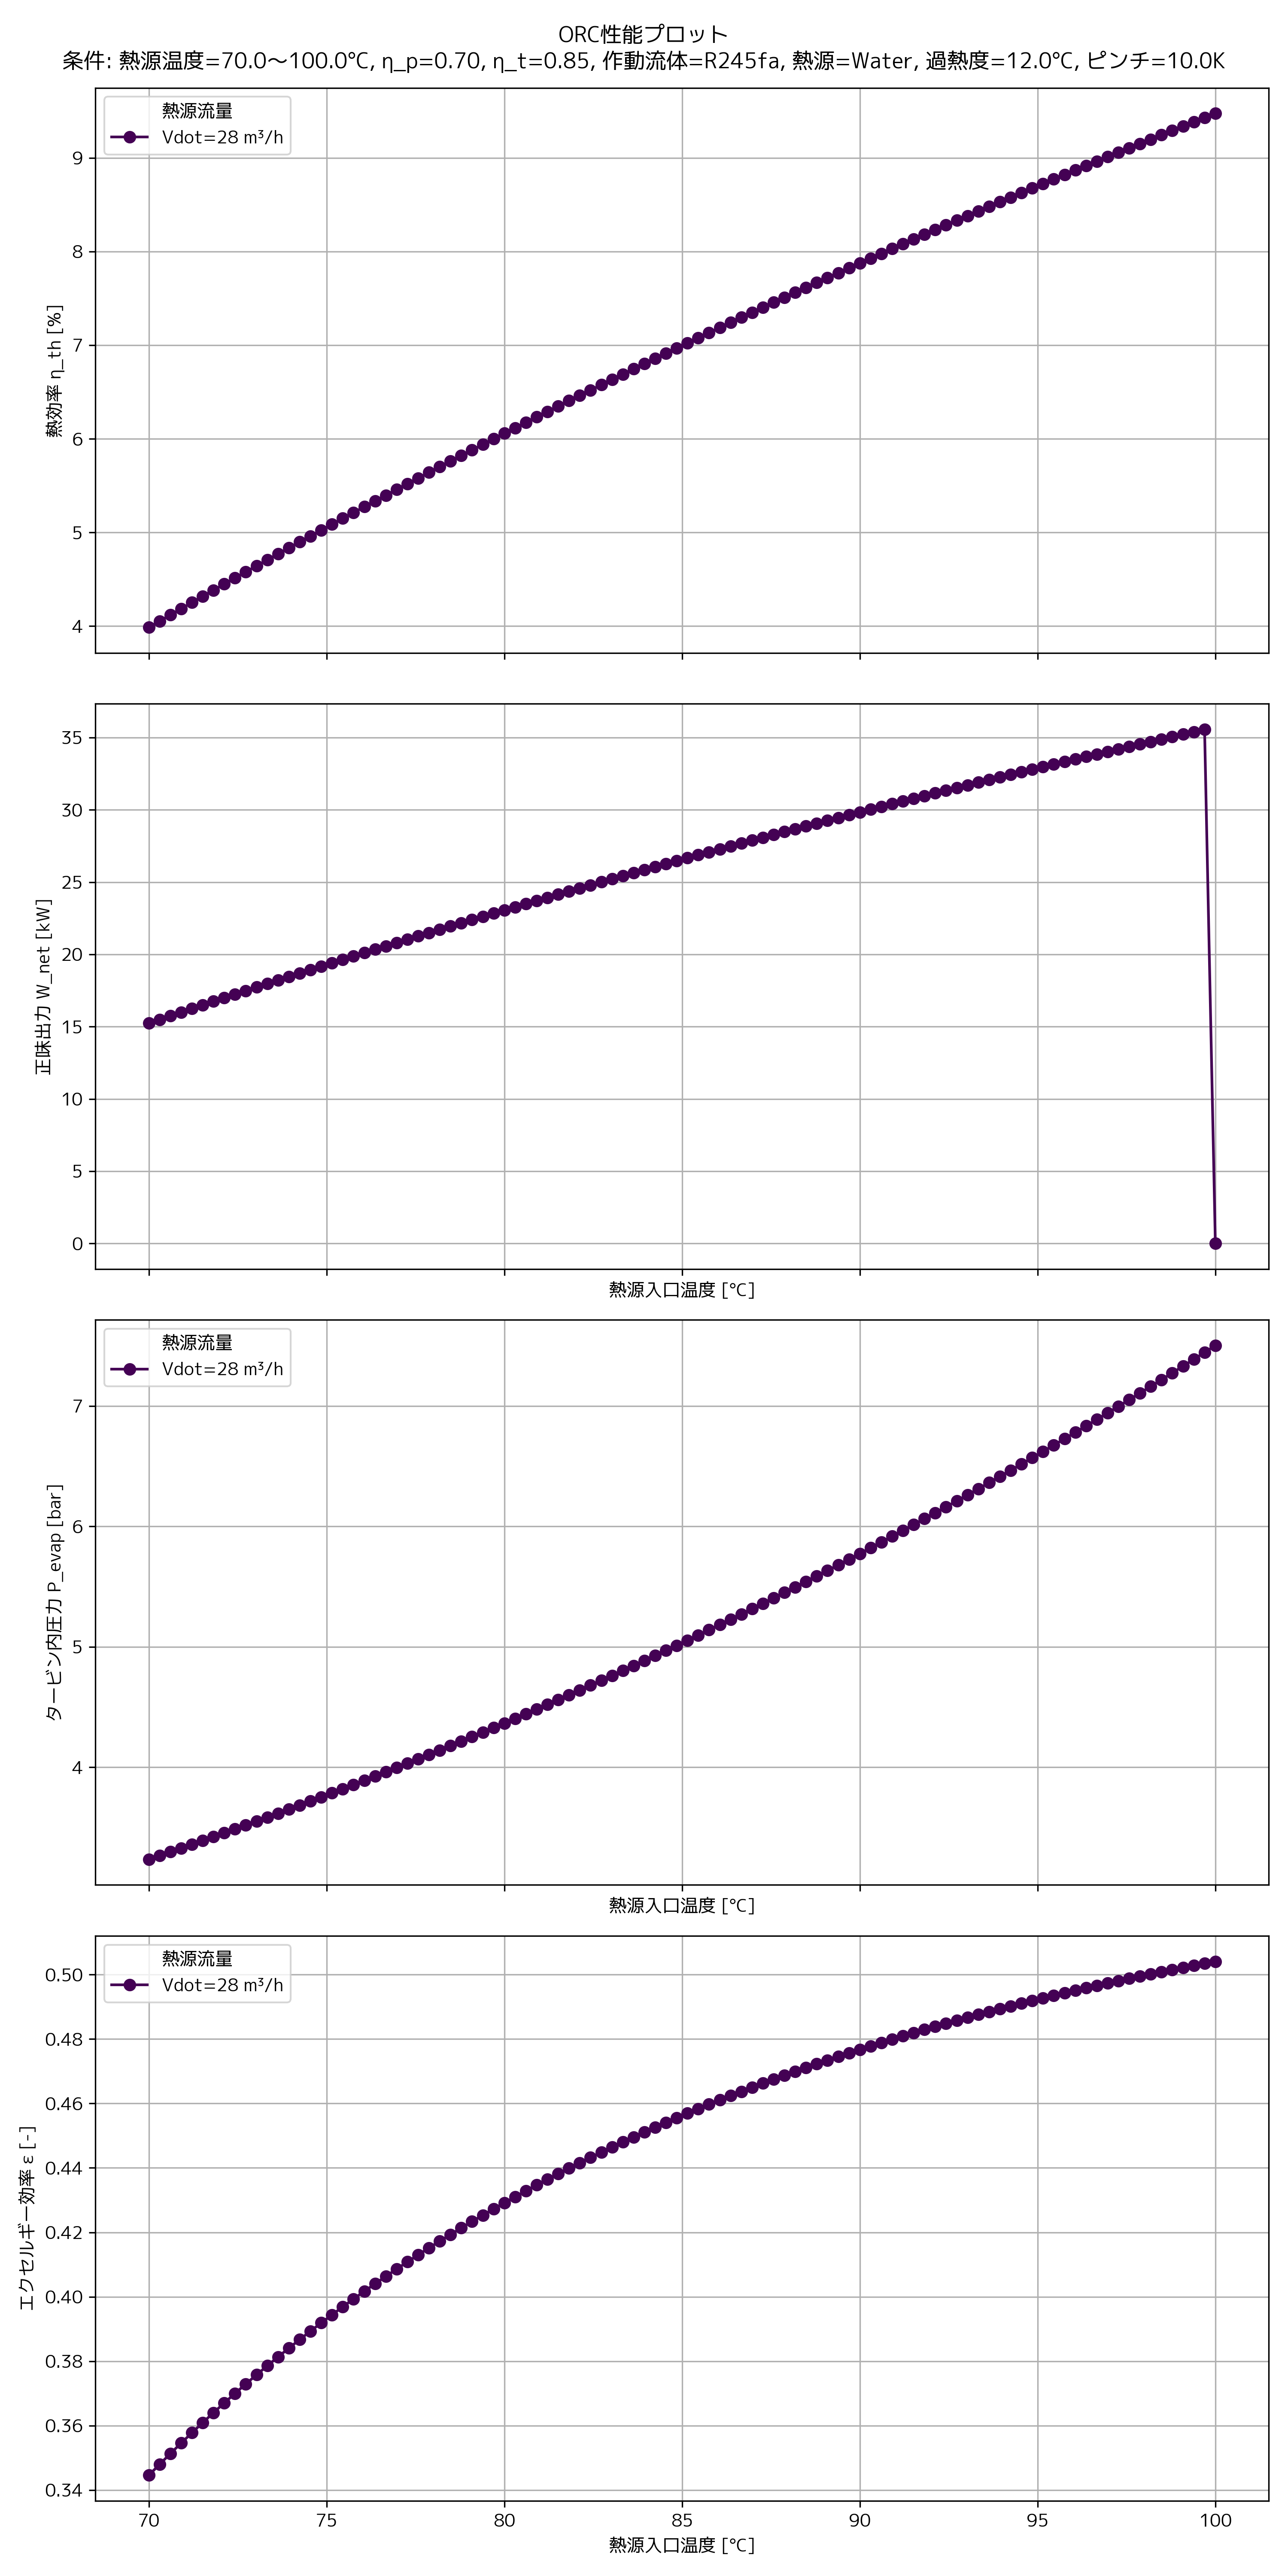 ORC性能プロット
条件: 熱源温度=70.0～100.0°C, η_p=0.70, η_t=0.85, 作動流体=R245fa, 熱源=Water, 過熱度=12.0°C, ピンチ=10.0K
熱源流量
Vdot=28 m³/h
熱効率 η_th [%]
9
8
7
6
5
4
正味出力 W_net [kW]
35
30
25
20
15
10
5
0
熱源入口温度 [°C]
熱源流量
Vdot=28 m³/h
タービン内圧力 P_evap [bar]
7
6
5
4
熱源入口温度 [°C]
熱源流量
Vdot=28 m³/h
エクセルギー効率 ε [-]
0.50
0.48
0.46
0.44
0.42
0.40
0.38
0.36
0.34
70 75 80 85 90 95 100
熱源入口温度 [°C]